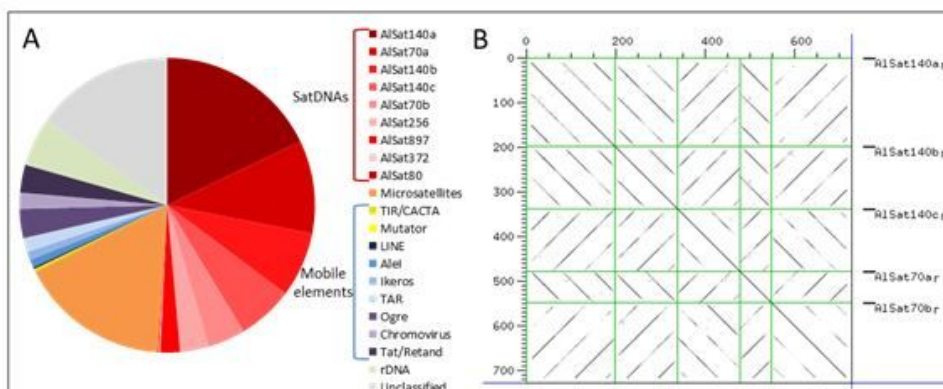 A
SatDNAs
Mobile
elements
AlSat140a
AlSat70a
AlSat140b
AlSat140c
AlSat70b
AlSat256
AlSat897
AlSat372
AlSat80
Microsatellites
TIR/CACTA
Mutator
LINE
AleI
Ikeros
TAR
Ogre
Chromovirus
Tat/Retand
rDNA
Unclassified
B
0 200 400 600
0
100
200
300
400
500
600
700
AlSat140a
AlSat140b
AlSat140c
AlSat70a
AlSat70b